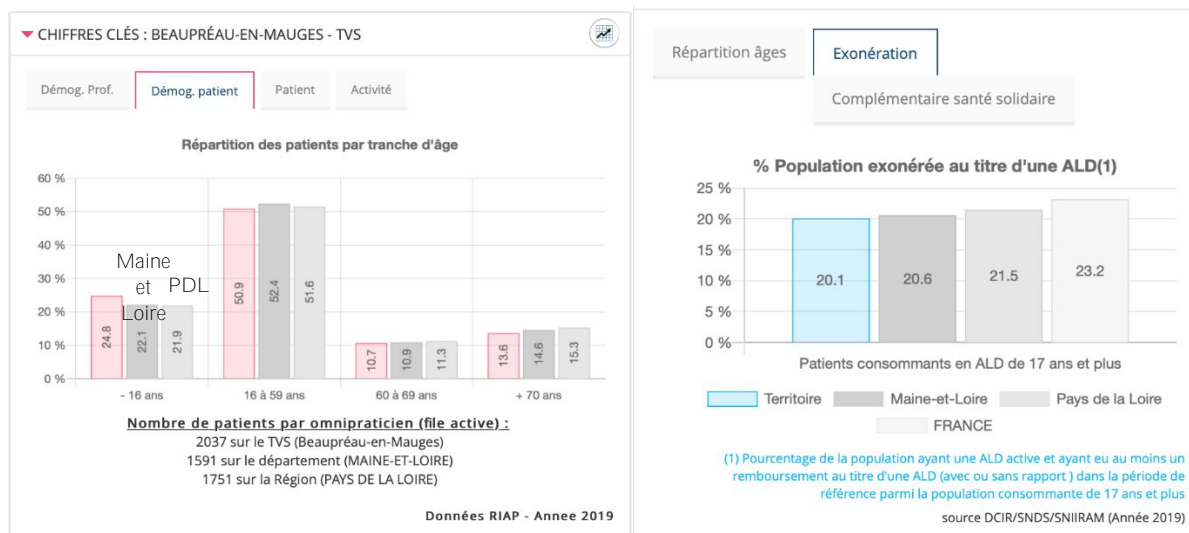 CHIFFRES CLÉS : BEAUPRÉAU-EN-MAUGES - TVS
Démog. Prof.
Démog. patient
Patient
Activité
Répartition des patients par tranche d'âge
60 %
50 %
40 %
30 %
20 %
10 %
0 %
Maine
et PDL
Loire
24.8
22.1
21.9
50.9
52.4
51.6
10.7
10.9
11.3
13.6
14.6
15.3
- 16 ans
16 à 59 ans
60 à 69 ans
+ 70 ans
Nombre de patients par omnipraticien (file active) :
2037 sur le TVS (Beaupréau-en-Mauges)
1591 sur le département (MAINE-ET-LOIRE)
1751 sur la Région (PAYS DE LA LOIRE)
Données RIAP - Annee 2019
Répartition âges
Exonération
Complémentaire santé solidaire
% Population exonérée au titre d'une ALD(1)
25 %
20 %
15 %
10 %
5 %
0 %
20.1
20.6
21.5
23.2
Patients consommants en ALD de 17 ans et plus
Territoire
Maine-et-Loire
Pays de la Loire
FRANCE
(1) Pourcentage de la population ayant une ALD active et ayant eu au moins un
remboursement au titre d'une ALD (avec ou sans rapport ) dans la période de
référence parmi la population consommante de 17 ans et plus
source DCIR/SNDS/SNIIRAM (Année 2019)